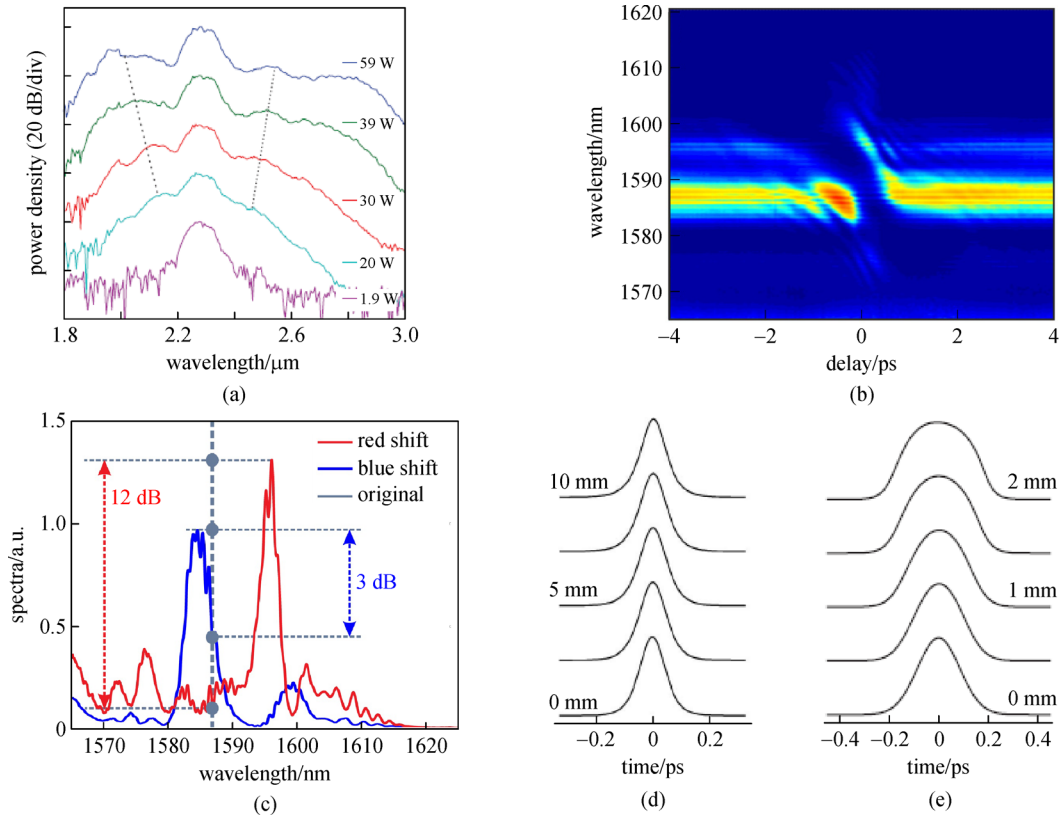 power density (20 dB/div)
59 W
39 W
30 W
20 W
1.9 W
1.8 2.2 2.6 3.0
wavelength/μm
(a)
wavelength/nm
1620
1610
1600
1590
1580
1570
−4 −2 0 2 4
delay/ps
(b)
spectra/a.u.
1.5
1.0
0.5
0
red shift
blue shift
original
12 dB
3 dB
1570 1580 1590 1600 1610 1620
wavelength/nm
(c)
10 mm
5 mm
0 mm
−0.2 0 0.2
time/ps
(d)
2 mm
1 mm
0 mm
−0.4 −0.2 0 0.2 0.4
time/ps
(e)